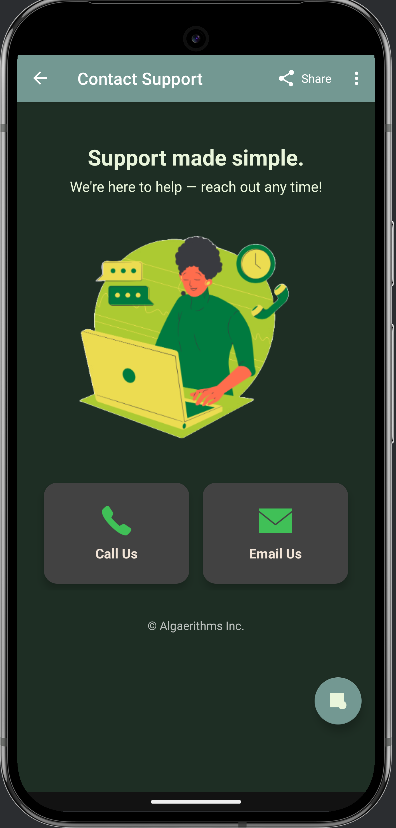 Contact Support
Share
Support made simple.
We're here to help — reach out any time!
Call Us
Email Us
© Algaerithms Inc.